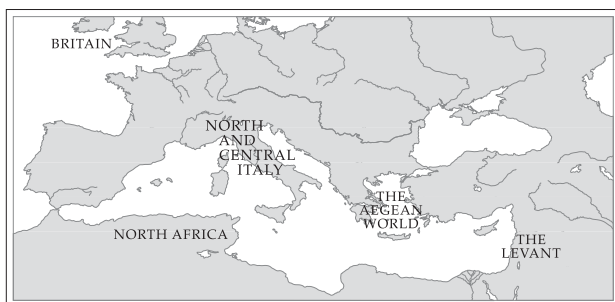 BRITAIN
NORTH
AND
CENTRAL
ITALY
THE
AEGEAN
WORLD
NORTH AFRICA
THE
LEVANT